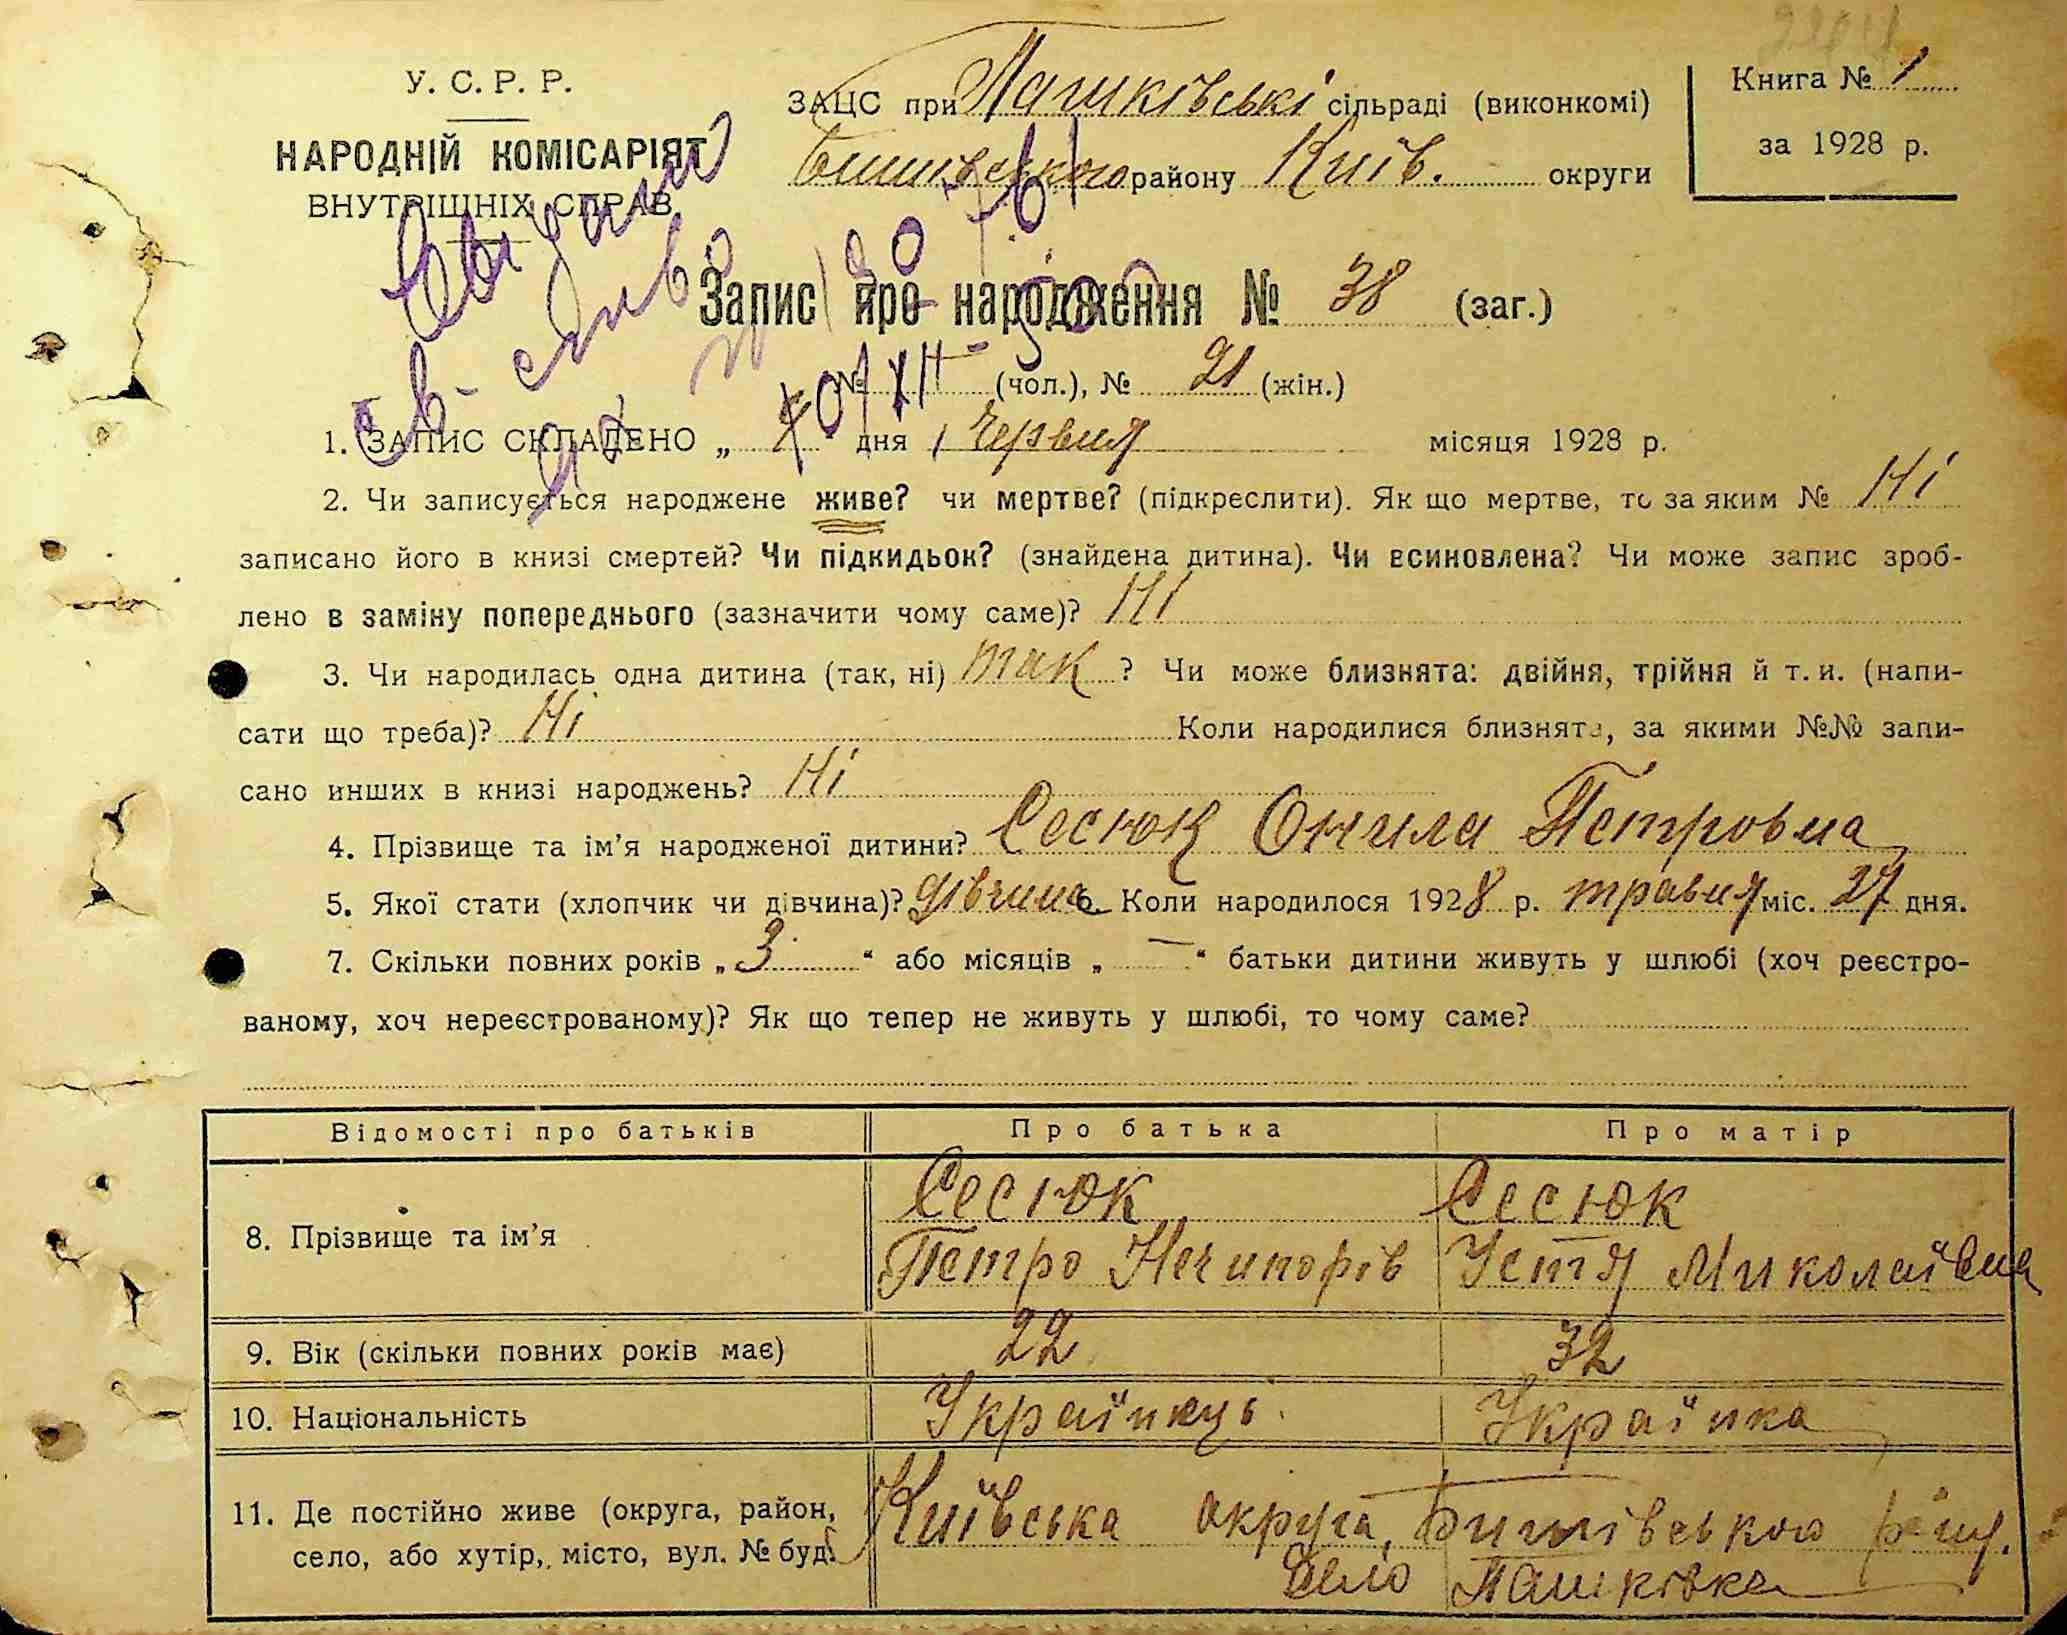 У. С. Р. Р.
НАРОДНІЙ КОМІСАРІЯТ
ВНУТРІШНІХ СПРАВ
ЗАЦС при Пашківські сільраді (виконкомі)
Бишівського району Київ. округи
Книга № 1
за 1928 р.
Запис про народження № 38 (заг.)
№ (чол.), № 21 (жін.)
1. ЗАПИС СКЛАДЕНО „ дня Червня місяця 1928 р.
2. Чи записується народжене живе? чи мертве? (підкреслити). Як що мертве, то за яким № Ні
записано його в книзі смертей? Чи підкидьок? (знайдена дитина). Чи всиновлена? Чи може запис зроб-
лено в заміну попереднього (зазначити чому саме)? Ні
3. Чи народилась одна дитина (так, ні) так ? Чи може близнята: двійня, трійня й т. и. (напи-
сати що треба)? Ні Коли народилися близнята, за якими №№ запи-
сано инших в книзі народжень? Ні
4. Прізвище та ім'я народженої дитини? Сесюк Онила Петровна
5. Якої стати (хлопчик чи дівчина)? дівчина Коли народилося 1928 р. травня міс. 27 дня.
7. Скільки повних років „3“ або місяців „—“ батьки дитини живуть у шлюбі (хоч реєстро-
ваному, хоч нереєстрованому)? Як що тепер не живуть у шлюбі, то чому саме?
Відомості про батьків Про батька Про матір
8. Прізвище та ім'я
Сесюк
Петро Нечипорів
Сесюк
Устя Миколаївна
9. Вік (скільки повних років має) 22 32
10. Національність Українець Українка
11. Де постійно живе (округа, район,
село, або хутір, місто, вул. № буд.
Київська округа, Бишівського
село Пашківка